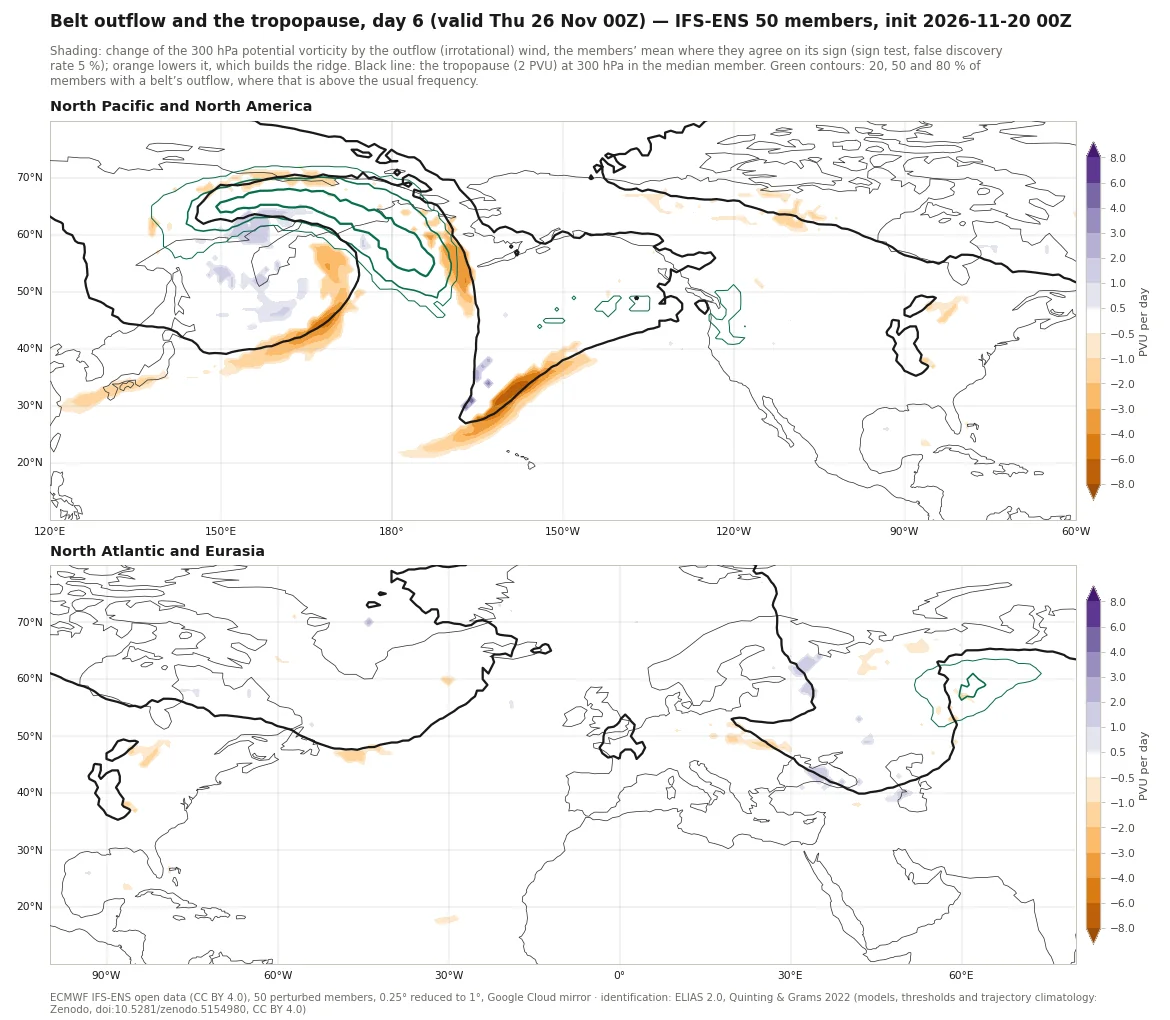 Belt outflow and the tropopause, day 6 (valid Thu 26 Nov 00Z) — IFS-ENS 50 members, init 2026-11-20 00Z
Shading: change of the 300 hPa potential vorticity by the outflow (irrotational) wind, the members’ mean where they agree on its sign (sign test, false discovery
rate 5 %); orange lowers it, which builds the ridge. Black line: the tropopause (2 PVU) at 300 hPa in the median member. Green contours: 20, 50 and 80 % of
members with a belt’s outflow, where that is above the usual frequency.
North Pacific and North America
70°N
60°N
50°N
40°N
30°N
20°N
120°E
150°E
180°
150°W
120°W
90°W
60°W
8.0
6.0
4.0
3.0
2.0
1.0
0.5
−0.5
−1.0
−2.0
−3.0
−4.0
−6.0
−8.0
PVU per day
North Atlantic and Eurasia
70°N
60°N
50°N
40°N
30°N
20°N
90°W
60°W
30°W
0°
30°E
60°E
8.0
6.0
4.0
3.0
2.0
1.0
0.5
−0.5
−1.0
−2.0
−3.0
−4.0
−6.0
−8.0
PVU per day
ECMWF IFS-ENS open data (CC BY 4.0), 50 perturbed members, 0.25° reduced to 1°, Google Cloud mirror · identification: ELIAS 2.0, Quinting & Grams 2022 (models, thresholds and trajectory climatology:
Zenodo, doi:10.5281/zenodo.5154980, CC BY 4.0)